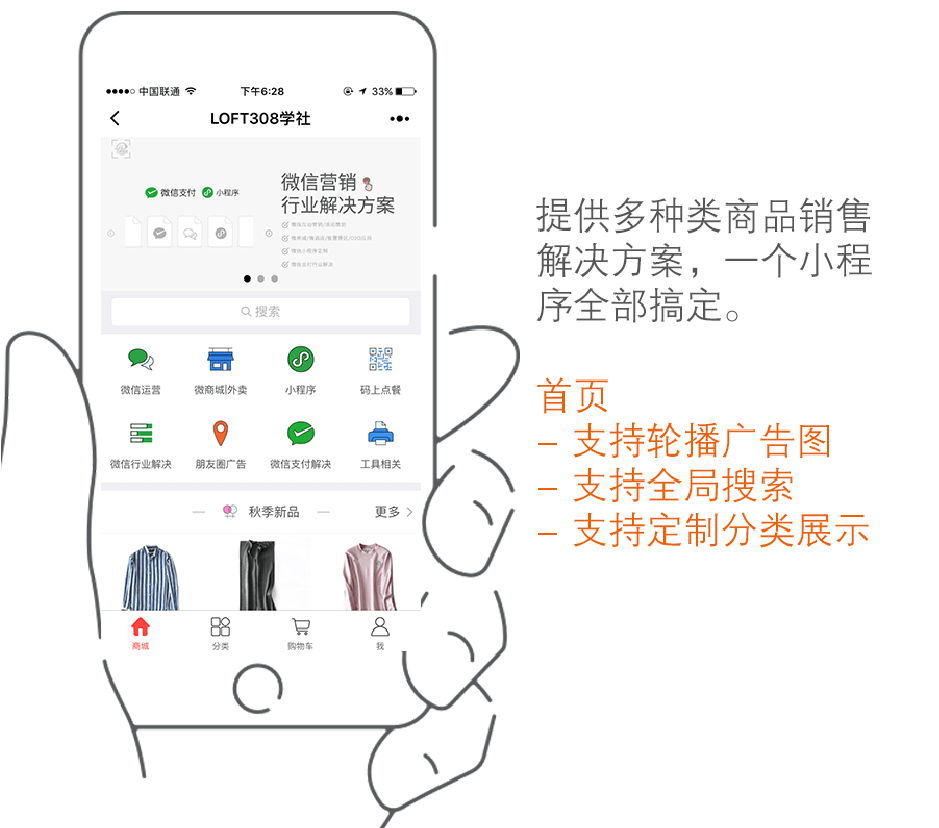 中国联通
下午6:28
33%
LOFT308学社
微信支付 小程序
微信营销
行业解决方案
搜索
微信运营
微商城|外卖
小程序
码上点餐
微信行业解决
朋友圈广告
微信支付解决
工具相关
秋季新品
更多
商城
分类
购物车
我
提供多种类商品销售
解决方案，一个小程
序全部搞定。
首页
– 支持轮播广告图
– 支持全局搜索
– 支持定制分类展示